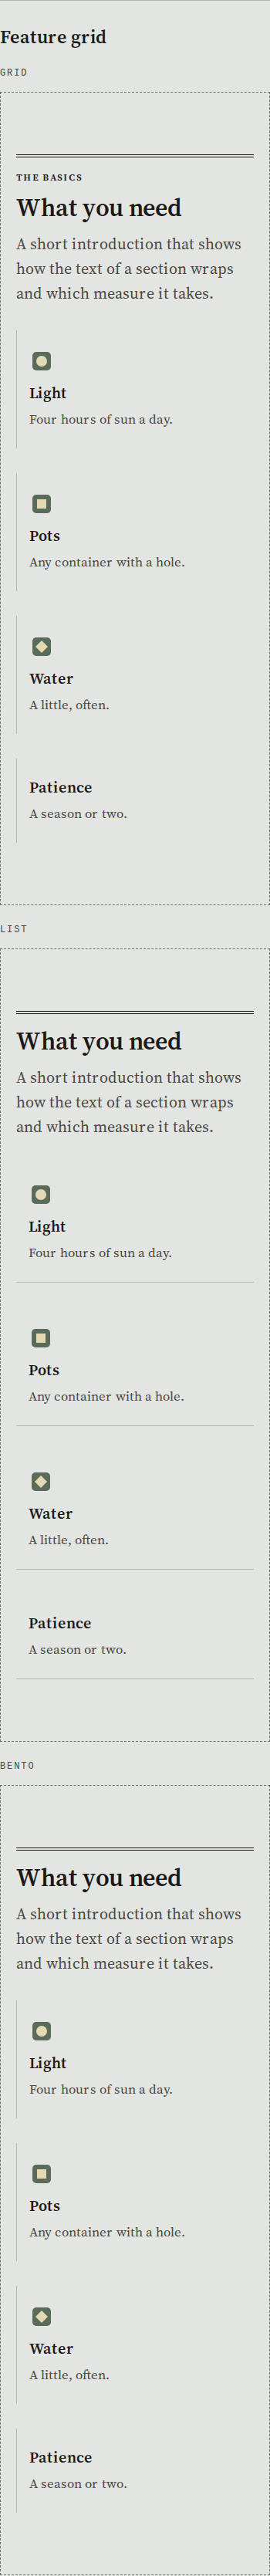 Feature grid
GRID
THE BASICS
What you need
A short introduction that shows
how the text of a section wraps
and which measure it takes.
Light
Four hours of sun a day.
Pots
Any container with a hole.
Water
A little, often.
Patience
A season or two.
LIST
What you need
A short introduction that shows
how the text of a section wraps
and which measure it takes.
Light
Four hours of sun a day.
Pots
Any container with a hole.
Water
A little, often.
Patience
A season or two.
BENTO
What you need
A short introduction that shows
how the text of a section wraps
and which measure it takes.
Light
Four hours of sun a day.
Pots
Any container with a hole.
Water
A little, often.
Patience
A season or two.